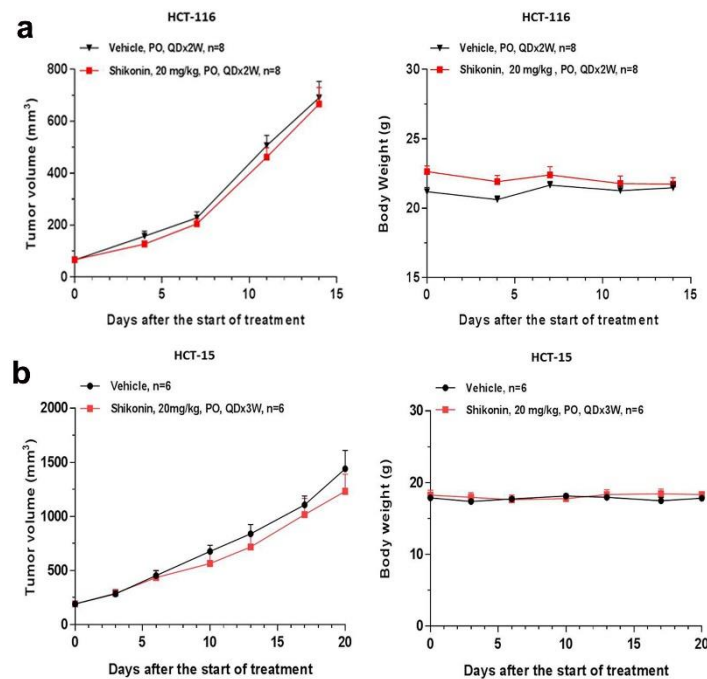 a
HCT-116
Vehicle, PO, QDx2W, n=8
Shikonin, 20 mg/kg, PO, QDx2W, n=8
800
600
400
200
0
Tumor volume (mm³)
0 5 10 15
Days after the start of treatment
HCT-116
Vehicle, PO, QDx2W, n=8
Shikonin, 20 mg/kg , PO, QDx2W, n=8
30
25
20
15
Body Weight (g)
0 5 10 15
Days after the start of treatment
b
HCT-15
Vehicle, n=6
Shikonin, 20mg/kg, PO, QDx3W, n=6
2000
1500
1000
500
0
Tumor volume (mm³)
0 5 10 15 20
Days after the start of treatment
HCT-15
Vehicle, n=6
Shikonin, 20 mg/kg, PO, QDx3W, n=6
30
20
10
0
Body weight (g)
0 5 10 15 20
Days after the start of treatment